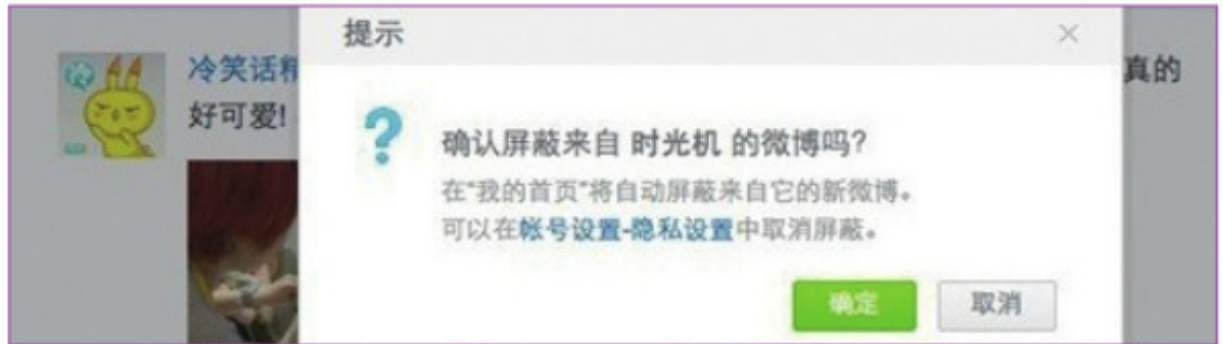 提示
冷笑话精
真的
好可爱!
确认屏蔽来自 时光机 的微博吗?
在“我的首页”将自动屏蔽来自它的新微博。
可以在帐号设置-隐私设置中取消屏蔽。
确定
取消
冷